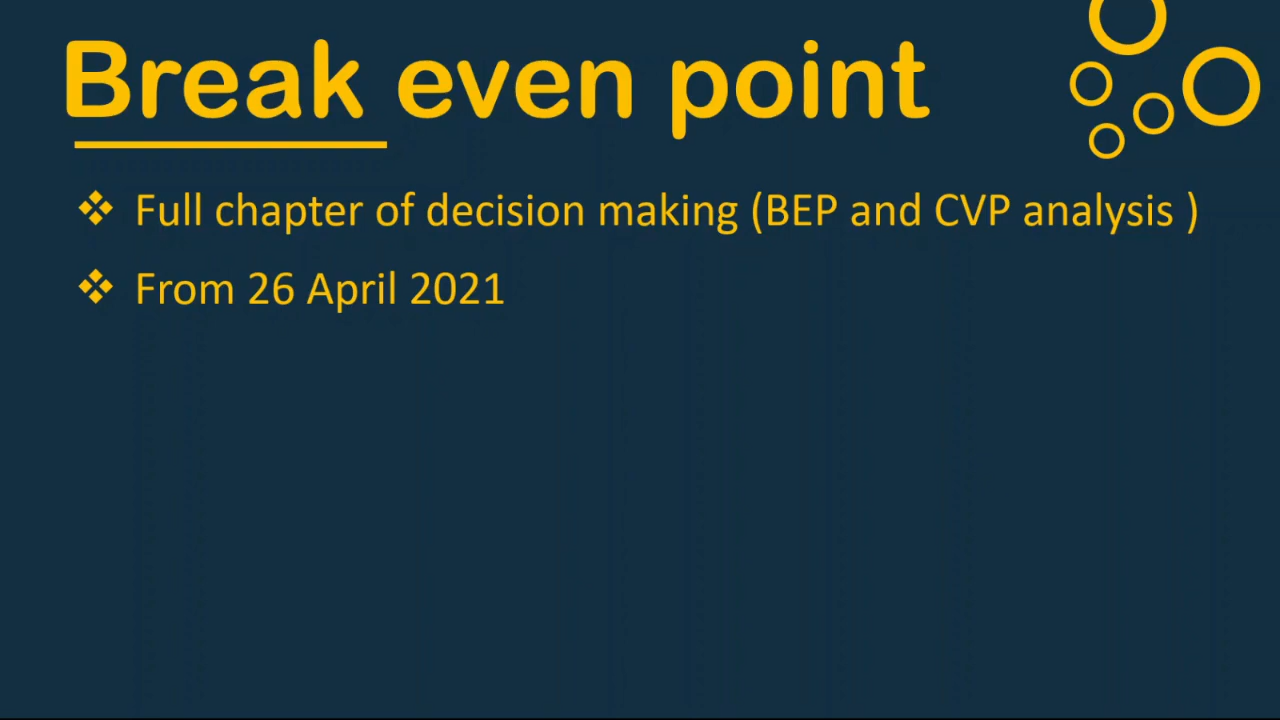 Break even point
❖ Full chapter of decision making (BEP and CVP analysis )
❖ From 26 April 2021